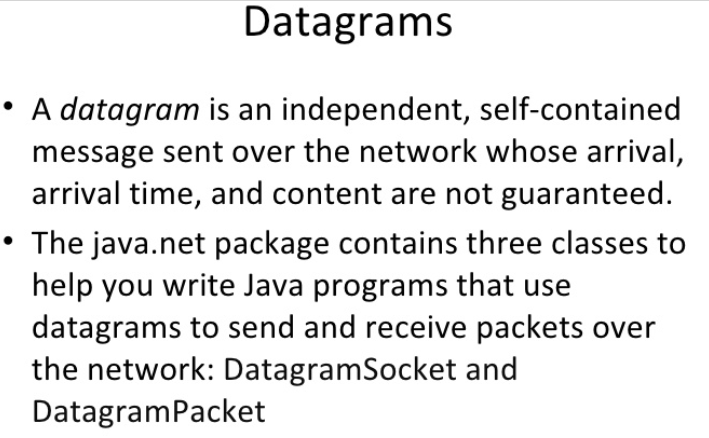 Datagrams
• A datagram is an independent, self-contained
message sent over the network whose arrival,
arrival time, and content are not guaranteed.
• The java.net package contains three classes to
help you write Java programs that use
datagrams to send and receive packets over
the network: DatagramSocket and
DatagramPacket